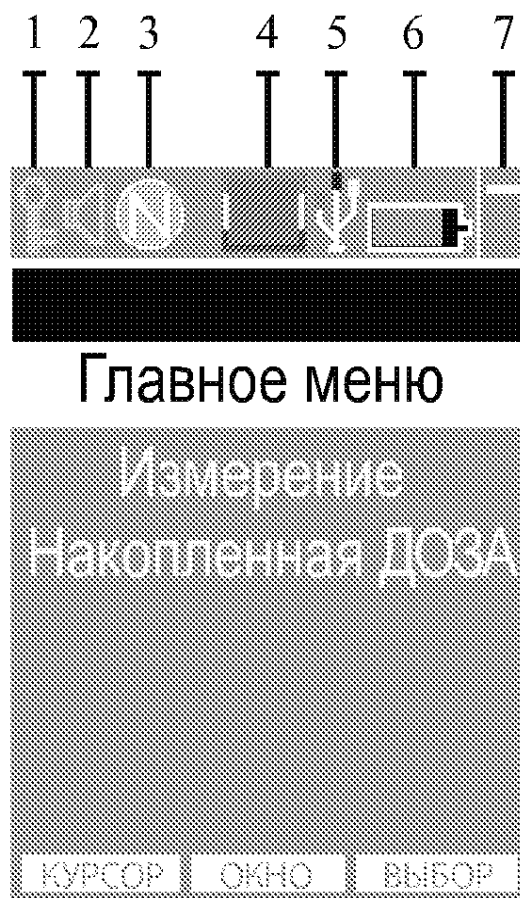 1 2 3 4 5 6 7
N
Главное меню
Измерение
Накопленная ДОЗА
КУРСОР ОКНО ВЫБОР